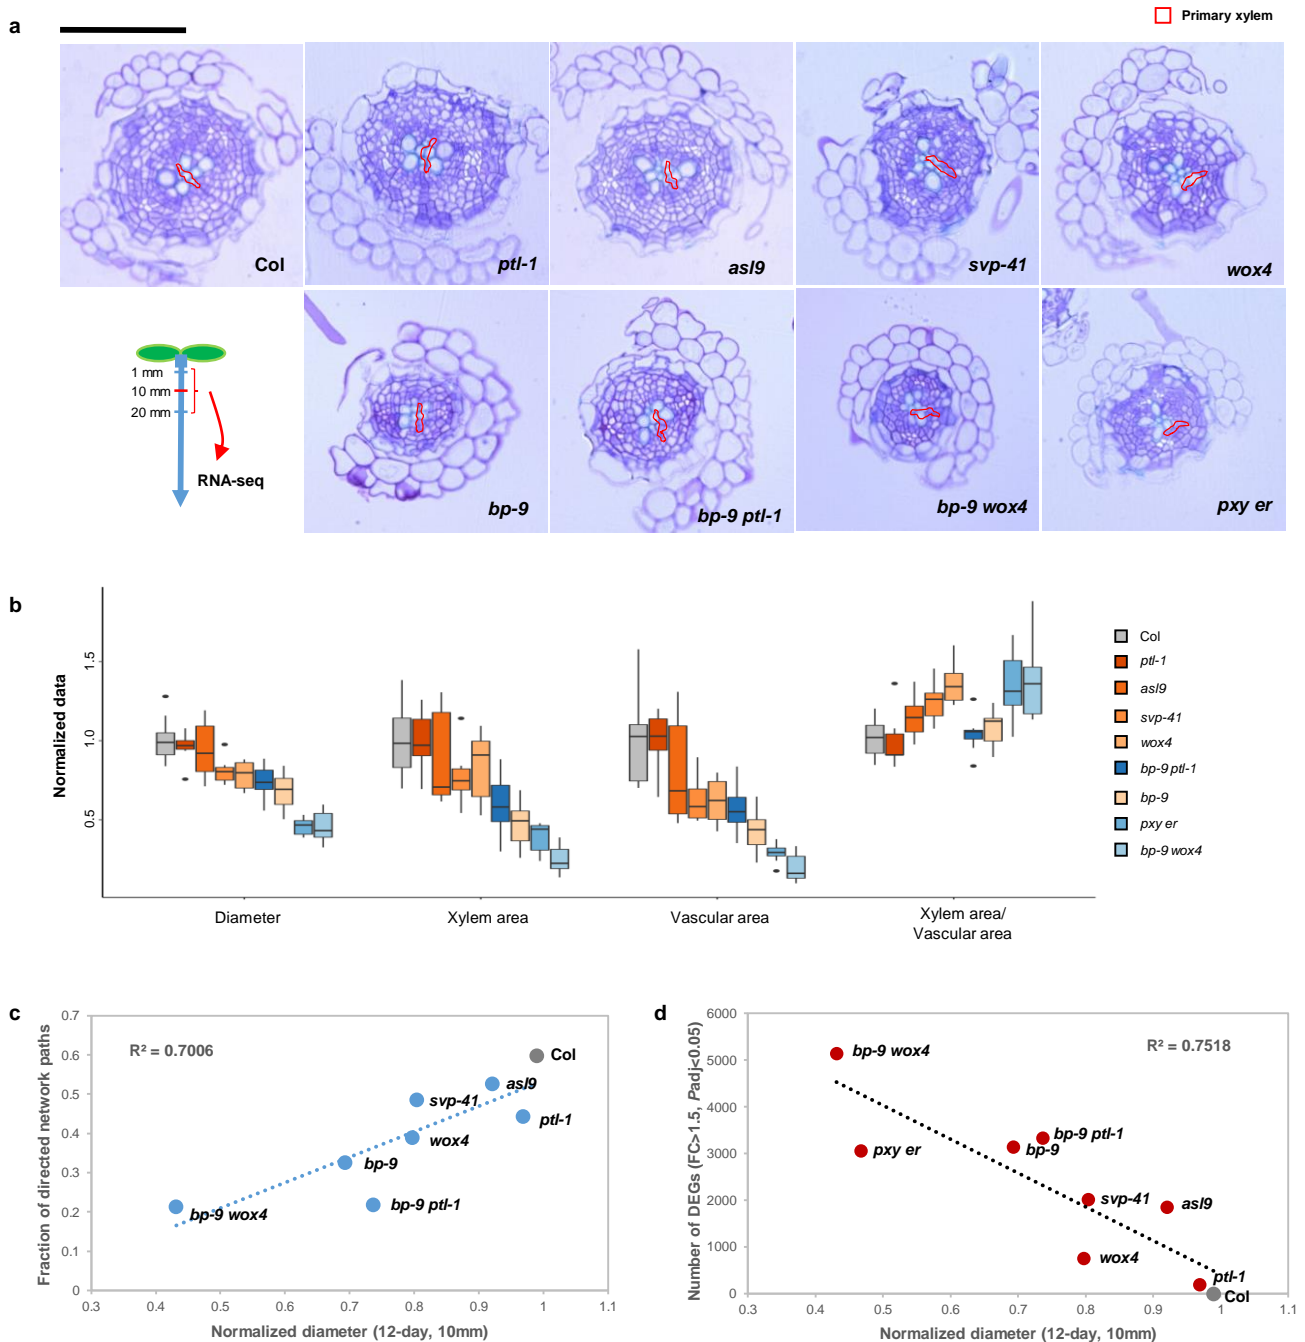 a
Primary xylem
Col
ptl-1
asl9
svp-41
wox4
1 mm
10 mm
20 mm
RNA-seq
bp-9
bp-9 ptl-1
bp-9 wox4
pxy er
b
Normalized data
1.5
1.0
0.5
Diameter
Xylem area
Vascular area
Xylem area/
Vascular area
Col
ptl-1
asl9
svp-41
wox4
bp-9 ptl-1
bp-9
pxy er
bp-9 wox4
c
Fraction of directed network paths
0.7
0.6
0.5
0.4
0.3
0.2
0.1
0
R² = 0.7006
Col
asl9
svp-41
ptl-1
wox4
bp-9
bp-9 ptl-1
bp-9 wox4
0.3 0.4 0.5 0.6 0.7 0.8 0.9 1 1.1
Normalized diameter (12-day, 10mm)
d
Number of DEGs (FC>1.5, Padj<0.05)
6000
5000
4000
3000
2000
1000
0
R² = 0.7518
bp-9 wox4
bp-9 ptl-1
bp-9
pxy er
svp-41
asl9
wox4
ptl-1
Col
0.3 0.4 0.5 0.6 0.7 0.8 0.9 1 1.1
Normalized diameter (12-day, 10mm)